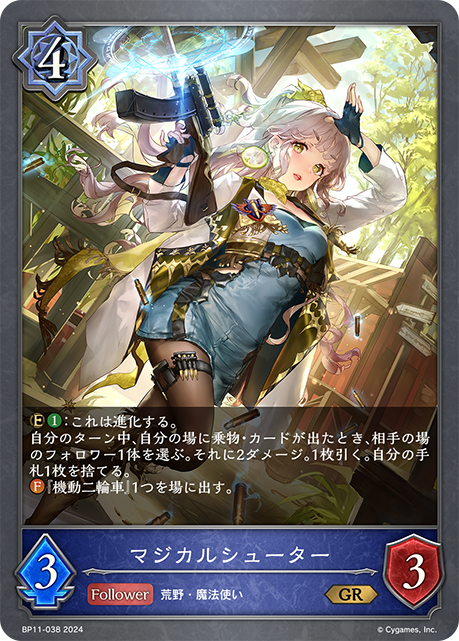 4
E 1:これは進化する。
自分のターン中、自分の場に乗物・カードが出たとき、相手の場
のフォロワー1体を選ぶ。それに2ダメージ。1枚引く。自分の手
札1枚を捨てる。
F『機動二輪車』1つを場に出す。
マジカルシューター
3
Follower 荒野・魔法使い GR
3
BP11-038 2024 © Cygames, Inc.